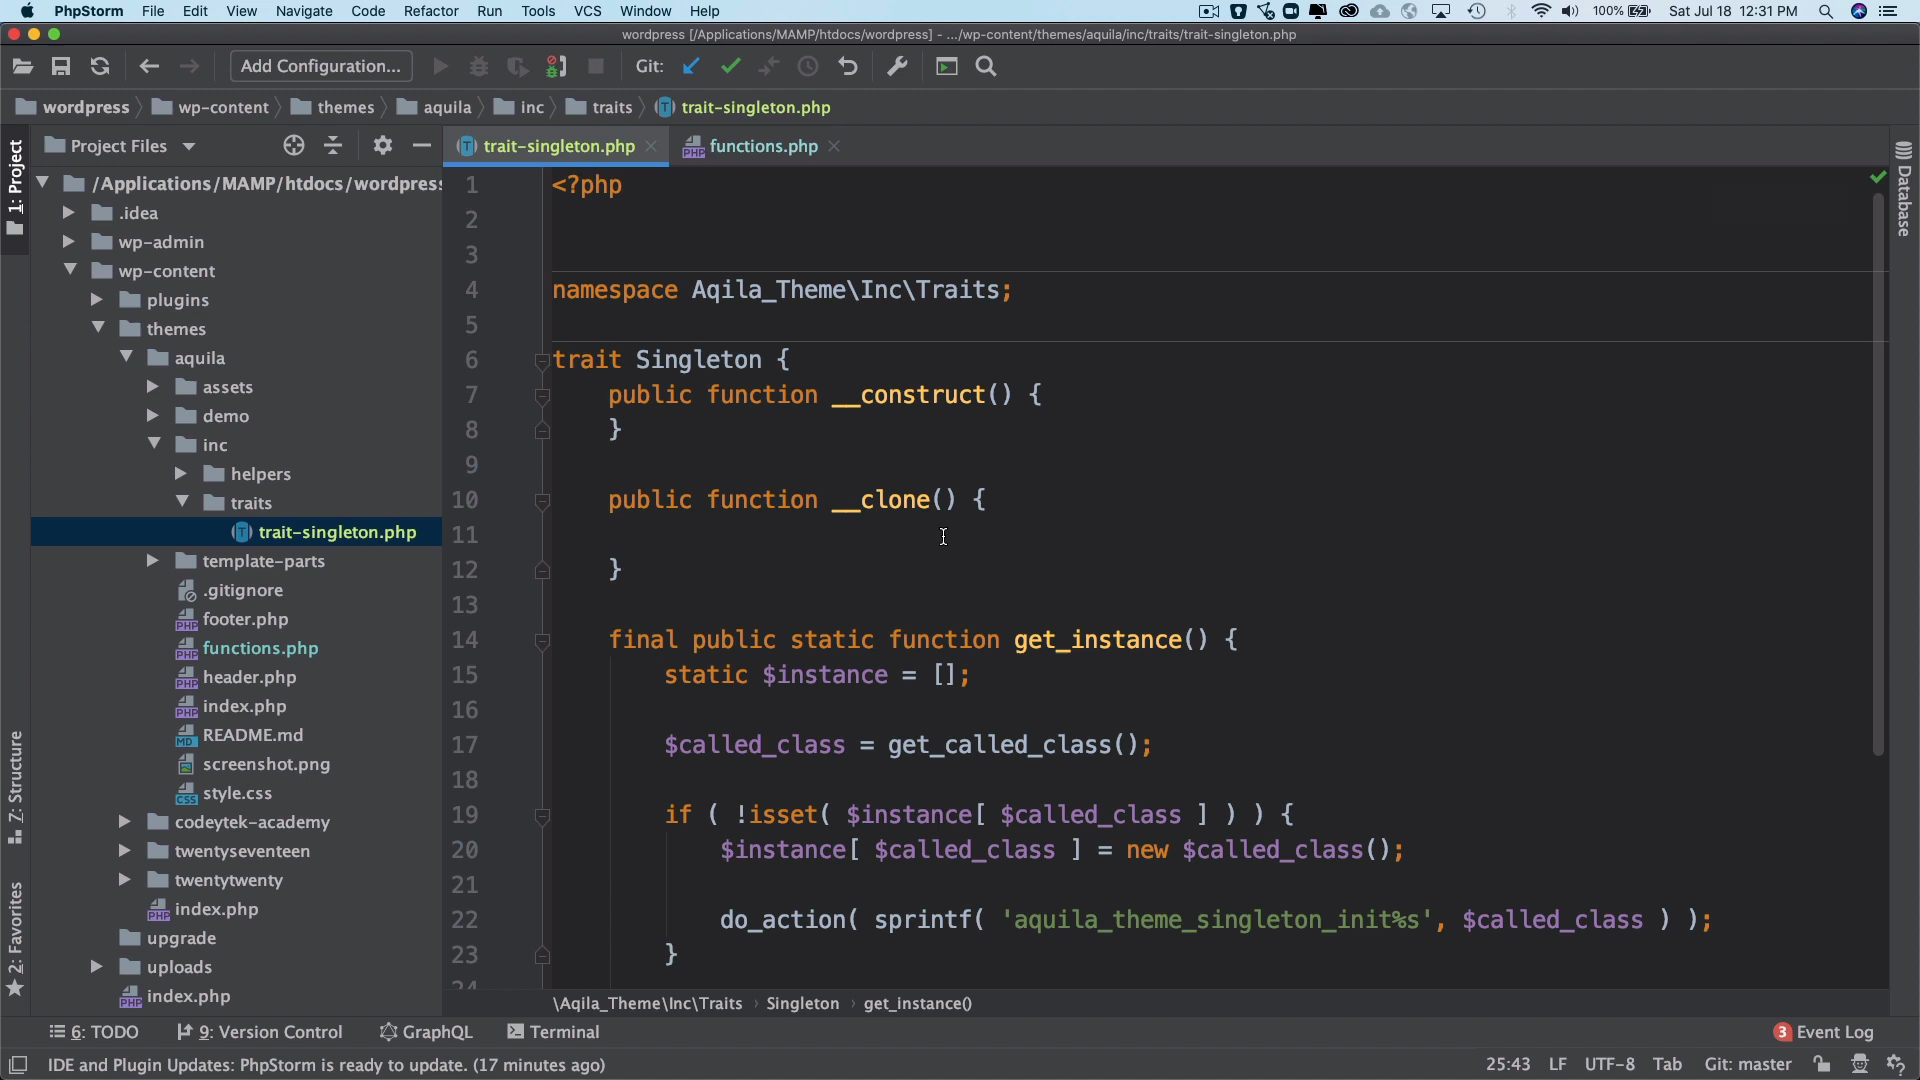 PhpStorm File Edit View Navigate Code Refactor Run Tools VCS Window Help 100% Sat Jul 18 12:31 PM
wordpress [/Applications/MAMP/htdocs/wordpress] - .../wp-content/themes/aquila/inc/traits/trait-singleton.php
Add Configuration... Git:
wordpress wp-content themes aquila inc traits trait-singleton.php
Project Files
trait-singleton.php functions.php
1: Project
7: Structure
2: Favorites
Database
/Applications/MAMP/htdocs/wordpress
.idea
wp-admin
wp-content
plugins
themes
aquila
assets
demo
inc
helpers
traits
trait-singleton.php
template-parts
.gitignore
footer.php
functions.php
header.php
index.php
README.md
screenshot.png
style.css
codeytek-academy
twentyseventeen
twentytwenty
index.php
upgrade
uploads
index.php
1 <?php
2
3
4 namespace Aqila_Theme\Inc\Traits;
5
6 trait Singleton {
7 public function __construct() {
8 }
9
10 public function __clone() {
11
12 }
13
14 final public static function get_instance() {
15 static $instance = [];
16
17 $called_class = get_called_class();
18
19 if ( !isset( $instance[ $called_class ] ) ) {
20 $instance[ $called_class ] = new $called_class();
21
22 do_action( sprintf( 'aquila_theme_singleton_init%s', $called_class ) );
23 }
24
\Aqila_Theme\Inc\Traits › Singleton › get_instance()
6: TODO 9: Version Control GraphQL Terminal 3 Event Log
IDE and Plugin Updates: PhpStorm is ready to update. (17 minutes ago) 25:43 LF UTF-8 Tab Git: master